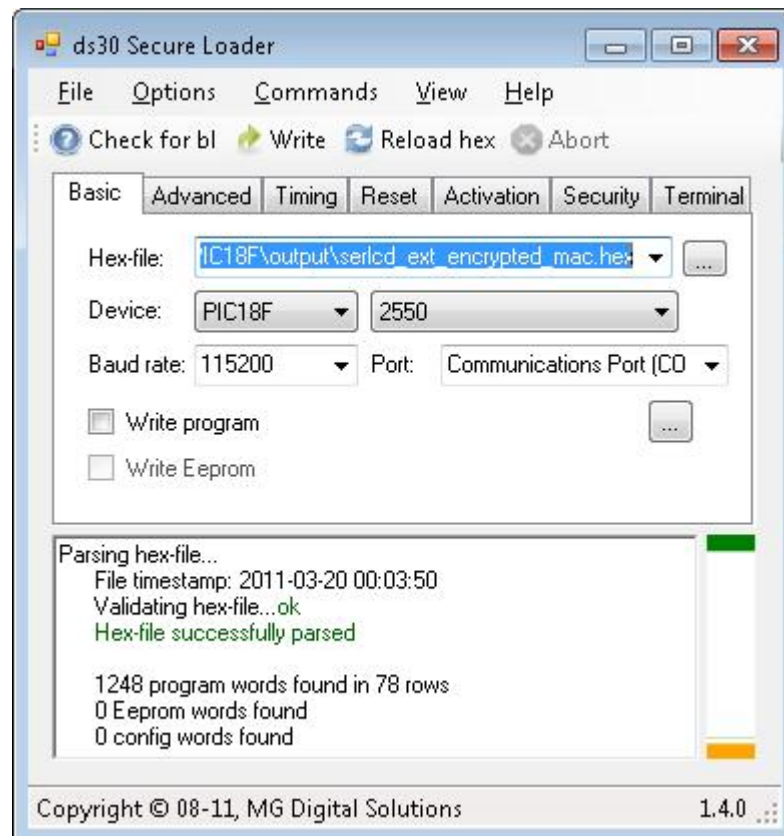 ds30 Secure Loader
File Options Commands View Help
Check for bl Write Reload hex Abort
Basic Advanced Timing Reset Activation Security Terminal
Hex-file: IC18F\output\serlcd_ext_encrypted_mac.hex ...
Device: PIC18F 2550
Baud rate: 115200 Port: Communications Port (CO
Write program ...
Write Eeprom
Parsing hex-file...
File timestamp: 2011-03-20 00:03:50
Validating hex-file...ok
Hex-file successfully parsed
1248 program words found in 78 rows
0 Eeprom words found
0 config words found
Copyright © 08-11, MG Digital Solutions 1.4.0